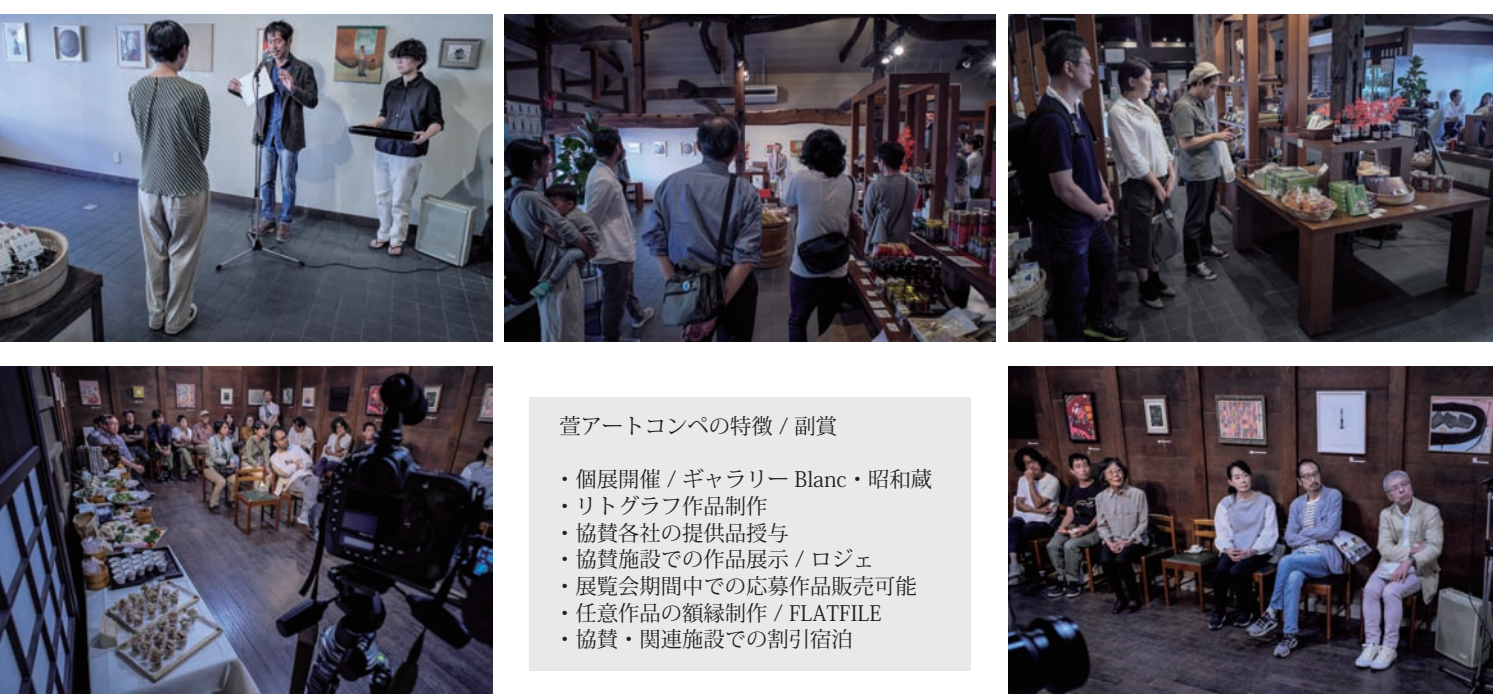 萱アートコンペの特徴 / 副賞
・個展開催 / ギャラリー Blanc・昭和蔵
・リトグラフ作品制作
・協賛各社の提供品授与
・協賛施設での作品展示 / ロジェ
・展覧会期間中での応募作品販売可能
・任意作品の額縁制作 / FLATFILE
・協賛・関連施設での割引宿泊